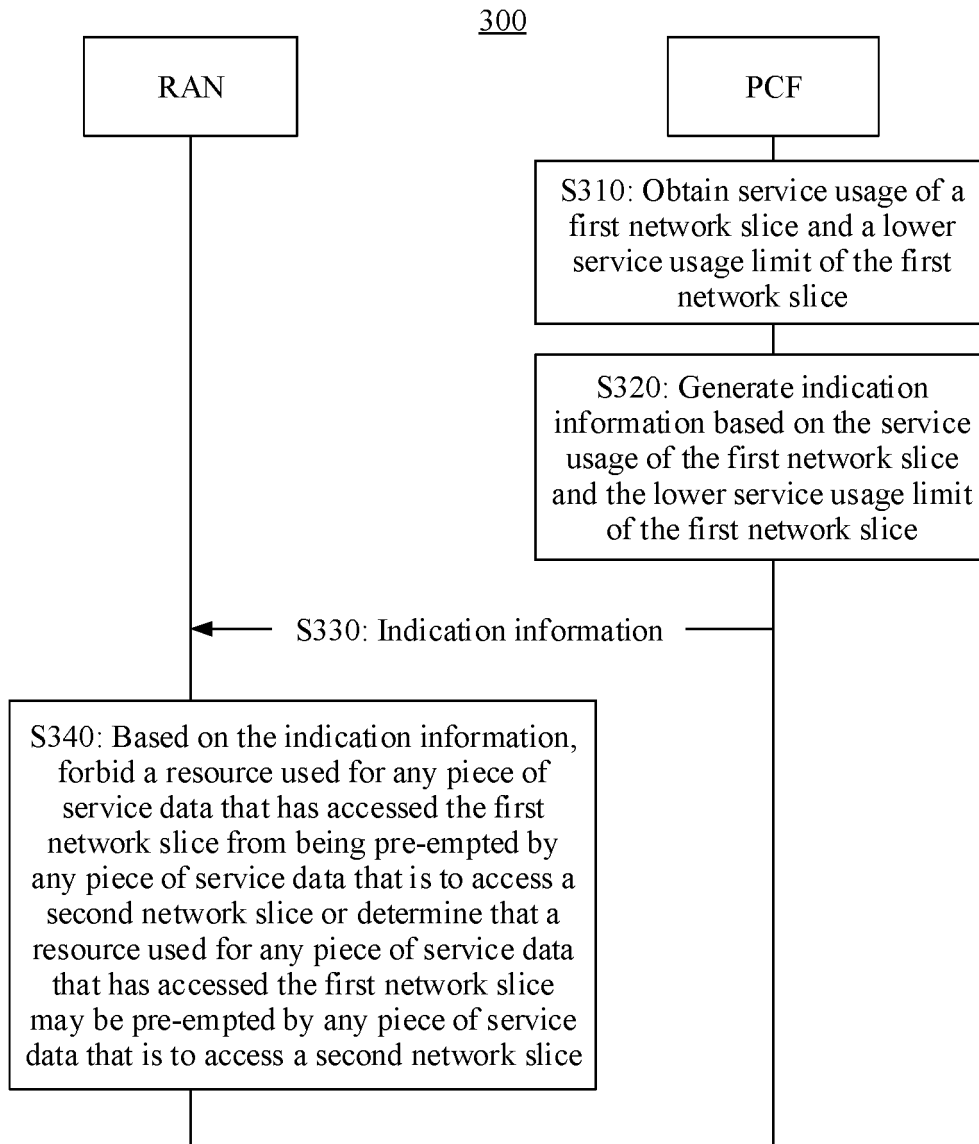 300
RAN
PCF
S310: Obtain service usage of a
first network slice and a lower
service usage limit of the first
network slice
S320: Generate indication
information based on the service
usage of the first network slice
and the lower service usage limit
of the first network slice
S330: Indication information
S340: Based on the indication information,
forbid a resource used for any piece of
service data that has accessed the first
network slice from being pre-empted by
any piece of service data that is to access a
second network slice or determine that a
resource used for any piece of service data
that has accessed the first network slice
may be pre-empted by any piece of service
data that is to access a second network slice